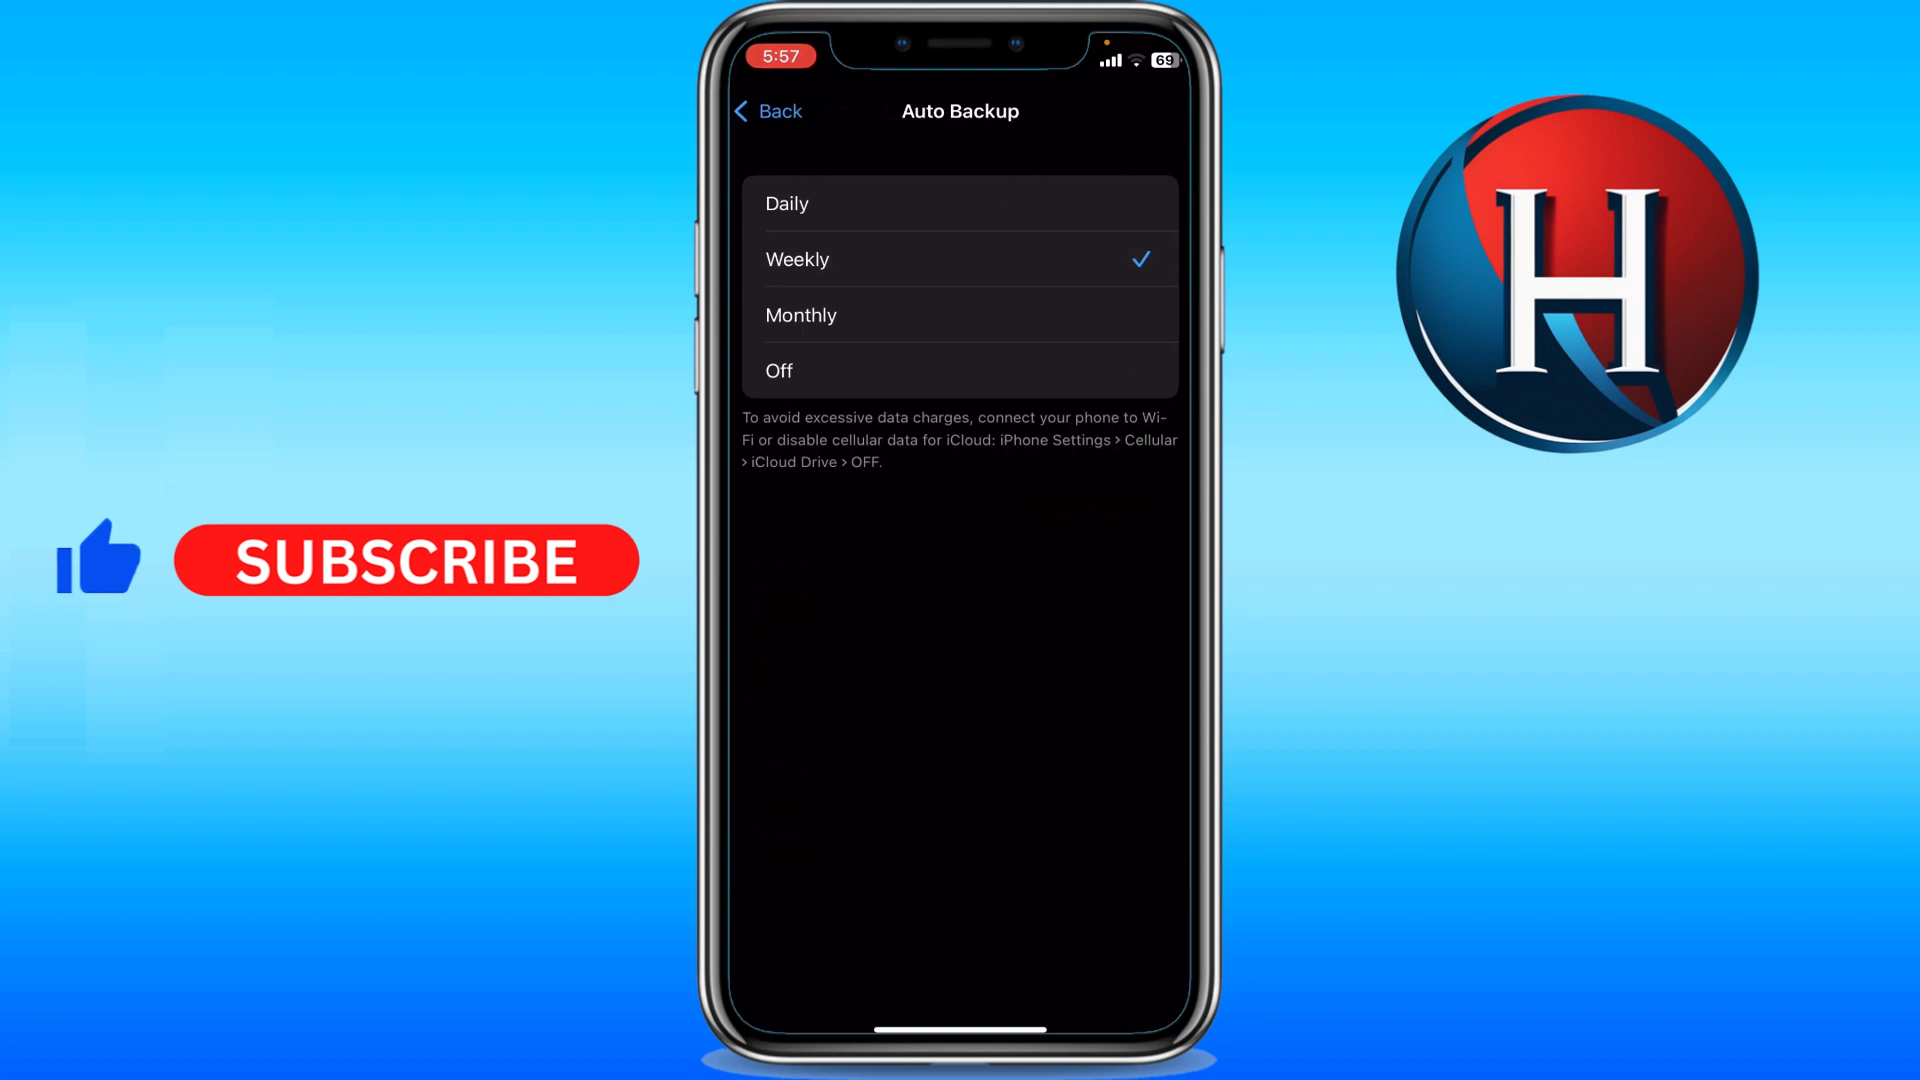 5:57
69
Back
Auto Backup
Daily
Weekly
Monthly
Off
To avoid excessive data charges, connect your phone to Wi-
Fi or disable cellular data for iCloud: iPhone Settings > Cellular
> iCloud Drive > OFF.
H
SUBSCRIBE